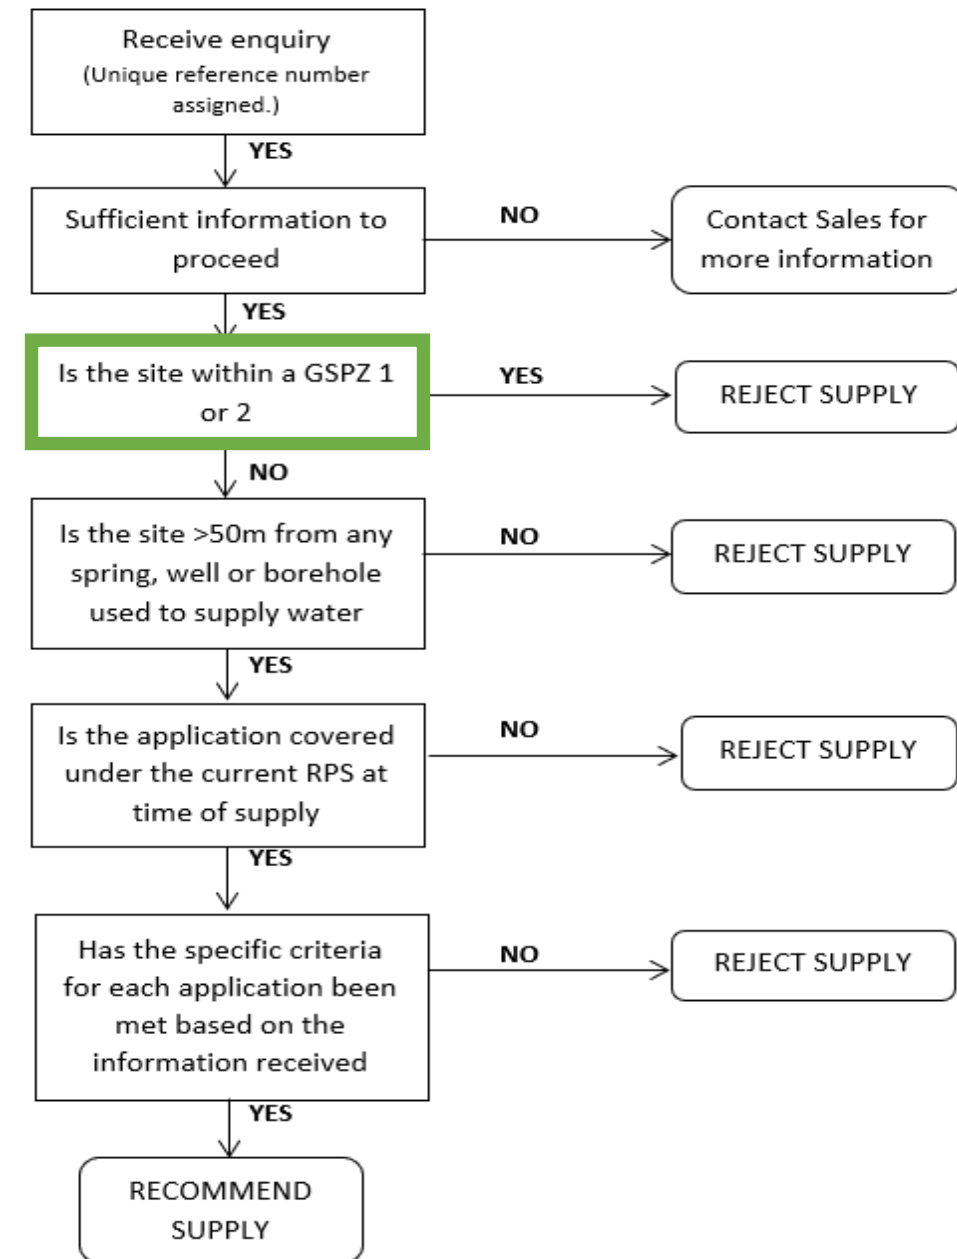 Receive enquiry
(Unique reference number
assigned.)
YES
Sufficient information to
proceed
NO
Contact Sales for
more information
YES
Is the site within a GSPZ 1
or 2
YES
REJECT SUPPLY
NO
Is the site >50m from any
spring, well or borehole
used to supply water
NO
REJECT SUPPLY
YES
Is the application covered
under the current RPS at
time of supply
NO
REJECT SUPPLY
YES
Has the specific criteria
for each application been
met based on the
information received
NO
REJECT SUPPLY
YES
RECOMMEND
SUPPLY